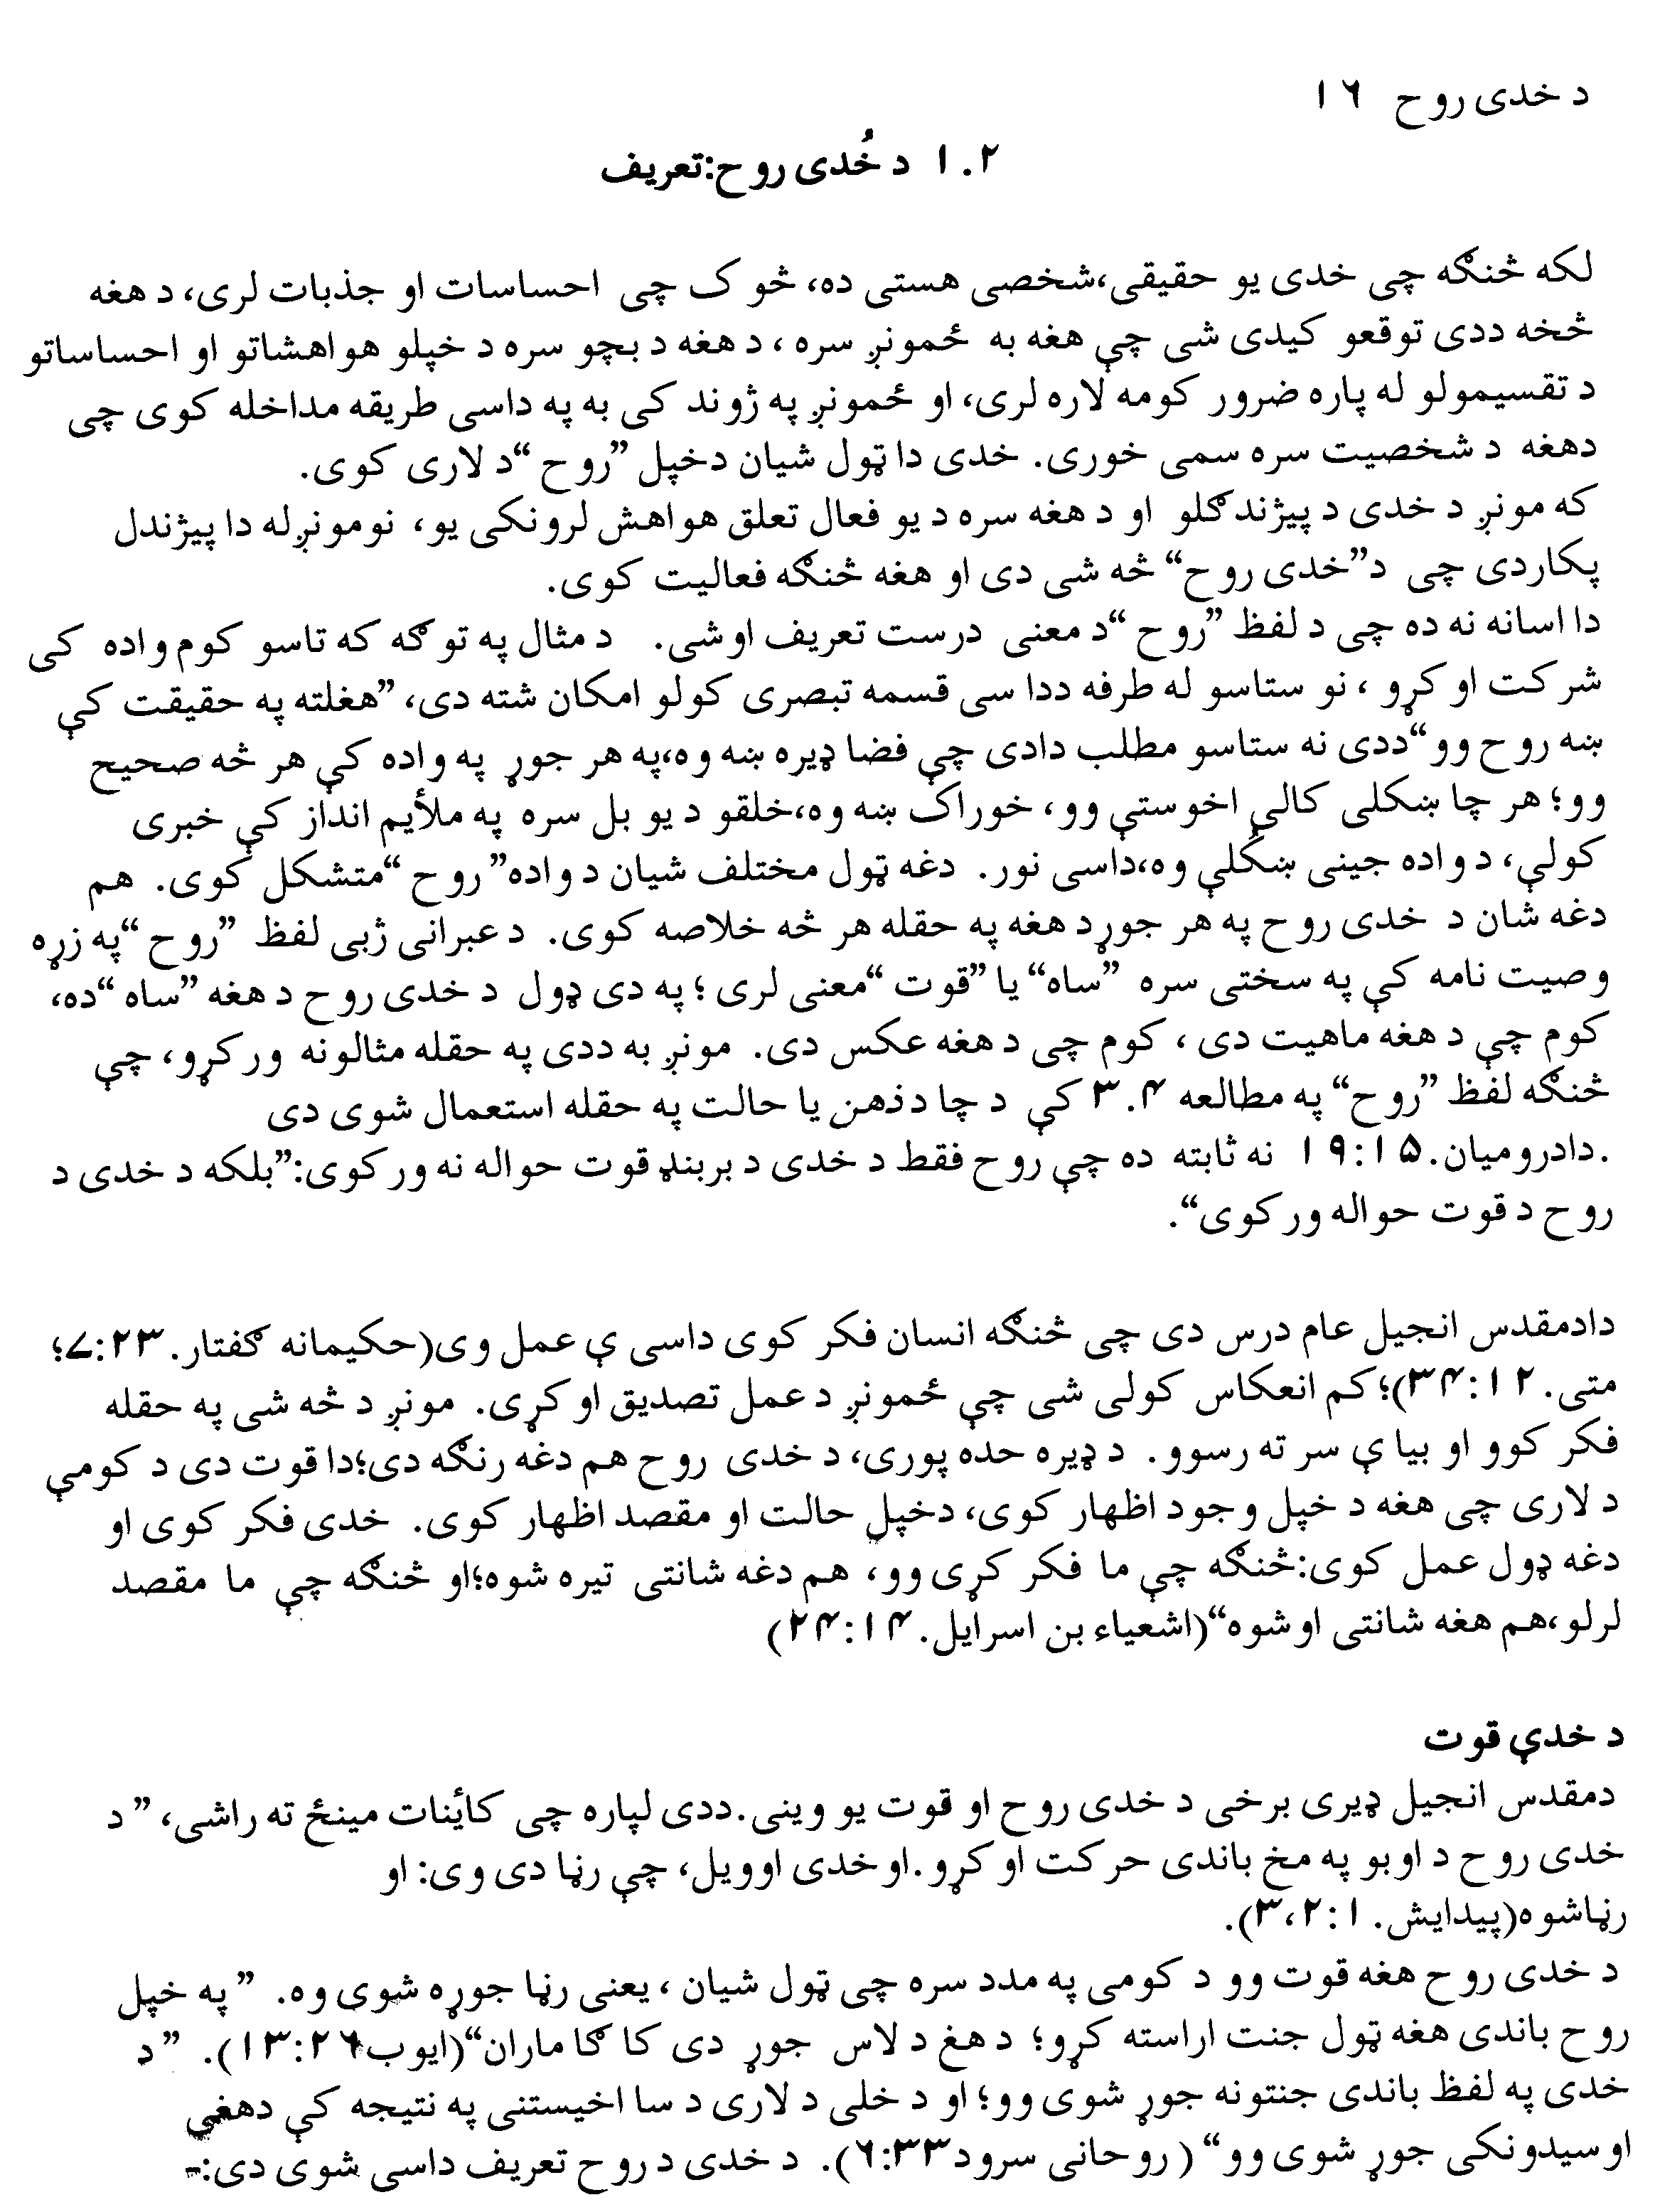 د خدی روح ۱۶
۱.۲ د خُدی روح:تعریف
لکه څنګه چی خدی یو حقیقی،شخصی هستی ده، څوک چی احساسات او جذبات لری، د هغه
څخه ددی توقعو کیدی شی چې هغه به ځمونږ سره ، د هغه د بچو سره د خپلو هواهشاتو او احساساتو
د تقسیمولو له پاره ضرور کومه لاره لری، او ځمونږ په ژوند کی به په داسی طریقه مداخله کوی چی
دهغه د شخصیت سره سمی خوری. خدی دا ټول شیان دخپل ”روح “د لاری کوی.
که مونږ د خدی د پیژندګلو او د هغه سره د یو فعال تعلق هواهش لرونکی یو، نومونږله دا پیژندل
پکاردی چی د”خدی روح“ څه شی دی او هغه څنګه فعالیت کوی.
دا اسانه نه ده چی د لفظ ”روح “د معنی درست تعریف اوشی. د مثال په توګه که تاسو کوم واده کی
شرکت اوکړو ، نو ستاسو له طرفه ددا سی قسمه تبصری کولو امکان شته دی، ”هغلته په حقیقت کې
ښه روح وو“ددی نه ستاسو مطلب دادی چې فضا ډیره ښه وه،په هر جوړ په واده کې هر څه صحیح
وو؛ هر چا ښکلی کالې اخوستې وو، خوراک ښه وه،خلقو د یو بل سره په ملأیم انداز کې خبری
کولې، د واده جینی ښکُلې وه،داسی نور. دغه ټول مختلف شیان د واده” روح “متشکل کوی. هم
دغه شان د خدی روح په هر جوړد هغه په حقله هر څه خلاصه کوی. د عبرانی ژبی لفظ ”روح “په زړه
وصیت نامه کې په سختی سره ”ساه“ یا ”قوت “معنی لری ؛ په دی ډول د خدی روح د هغه ”ساه “ده،
کوم چې د هغه ماهیت دی ، کوم چی د هغه عکس دی. مونږ به ددی په حقله مثالونه ورکړو، چې
څنګه لفظ ”روح“ په مطالعه ۳.۴ کې د چا د ذهن یا حالت په حقله استعمال شوی دی
.دادرومیان.۱۹:۱۵ نه ثابته ده چې روح فقط د خدی د بربنډ قوت حواله نه ورکوی:”بلکه د خدی د
روح د قوت حواله ورکوی“.
دادمقدس انجیل عام درس دی چی څنګه انسان فکر کوی داسی ې عمل وی(حکیمانه ګفتار. ۷:۲۳؛
متی. ۳۴:۱۲)؛کم انعکاس کولی شی چې ځمونږ د عمل تصدیق اوکړی. مونږ د څه شی په حقله
فکر کوو او بیا ې سر ته رسوو. د ډیره حده پوری، د خدی روح هم دغه رنګه دی؛دا قوت دی د کومې
د لاری چی هغه د خپل وجود اظهار کوی، دخپل حالت او مقصد اظهار کوی. خدی فکر کوی او
دغه ډول عمل کوی:څنګه چې ما فکر کړی وو، هم دغه شانتی تیره شوه؛او څنګه چې ما مقصد
لرلو،هم هغه شانتی اوشوه“(اشعیاء بن اسرایل. ۲۴:۱۴)
د خدې قوت
دمقدس انجیل ډیری برخی د خدی روح او قوت یو وینی.ددی لپاره چی کائنات مینځ ته راشی، ”د
خدی روح د اوبو په مخ باندی حرکت اوکړو.اوخدی اوویل، چې رڼا دی وی: او
رڼاشوه(پیدایش. ۳،۲:۱).
د خدی روح هغه قوت وو د کومی په مدد سره چی ټول شیان ، یعنی رڼا جوړه شوی وه. ”په خپل
روح باندی هغه ټول جنت اراسته کړو؛ د هغ د لاس جوړ دی کا ګا ماران“(ایوب۱۳:۲۶). ”د
خدی په لفظ باندی جنتونه جوړ شوی وو؛ او د خلی د لاری د سا اخیستنی په نتیجه کې دهغې
اوسیدونکی جوړ شوی وو“ (روحانی سرود۶:۳۳). د خدی د روح تعریف داسی شوی دی:-